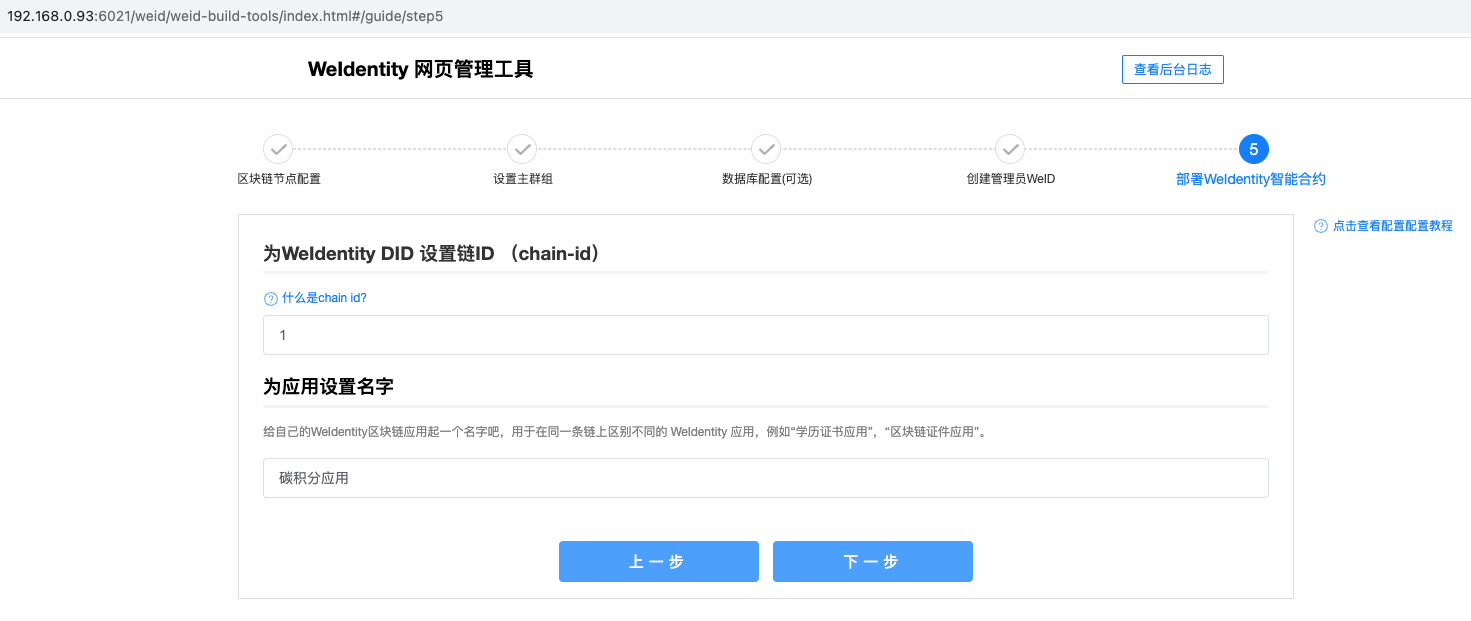 192.168.0.93:6021/weid/weid-build-tools/index.html#/guide/step5
WeIdentity 网页管理工具
查看后台日志
5
区块链节点配置
设置主群组
数据库配置(可选)
创建管理员WeID
部署WeIdentity智能合约
点击查看配置配置教程
为WeIdentity DID 设置链ID （chain-id）
什么是chain id?
1
为应用设置名字
给自己的WeIdentity区块链应用起一个名字吧，用于在同一条链上区别不同的 WeIdentity 应用，例如“学历证书应用”，“区块链证件应用”。
碳积分应用
上一步
下一步